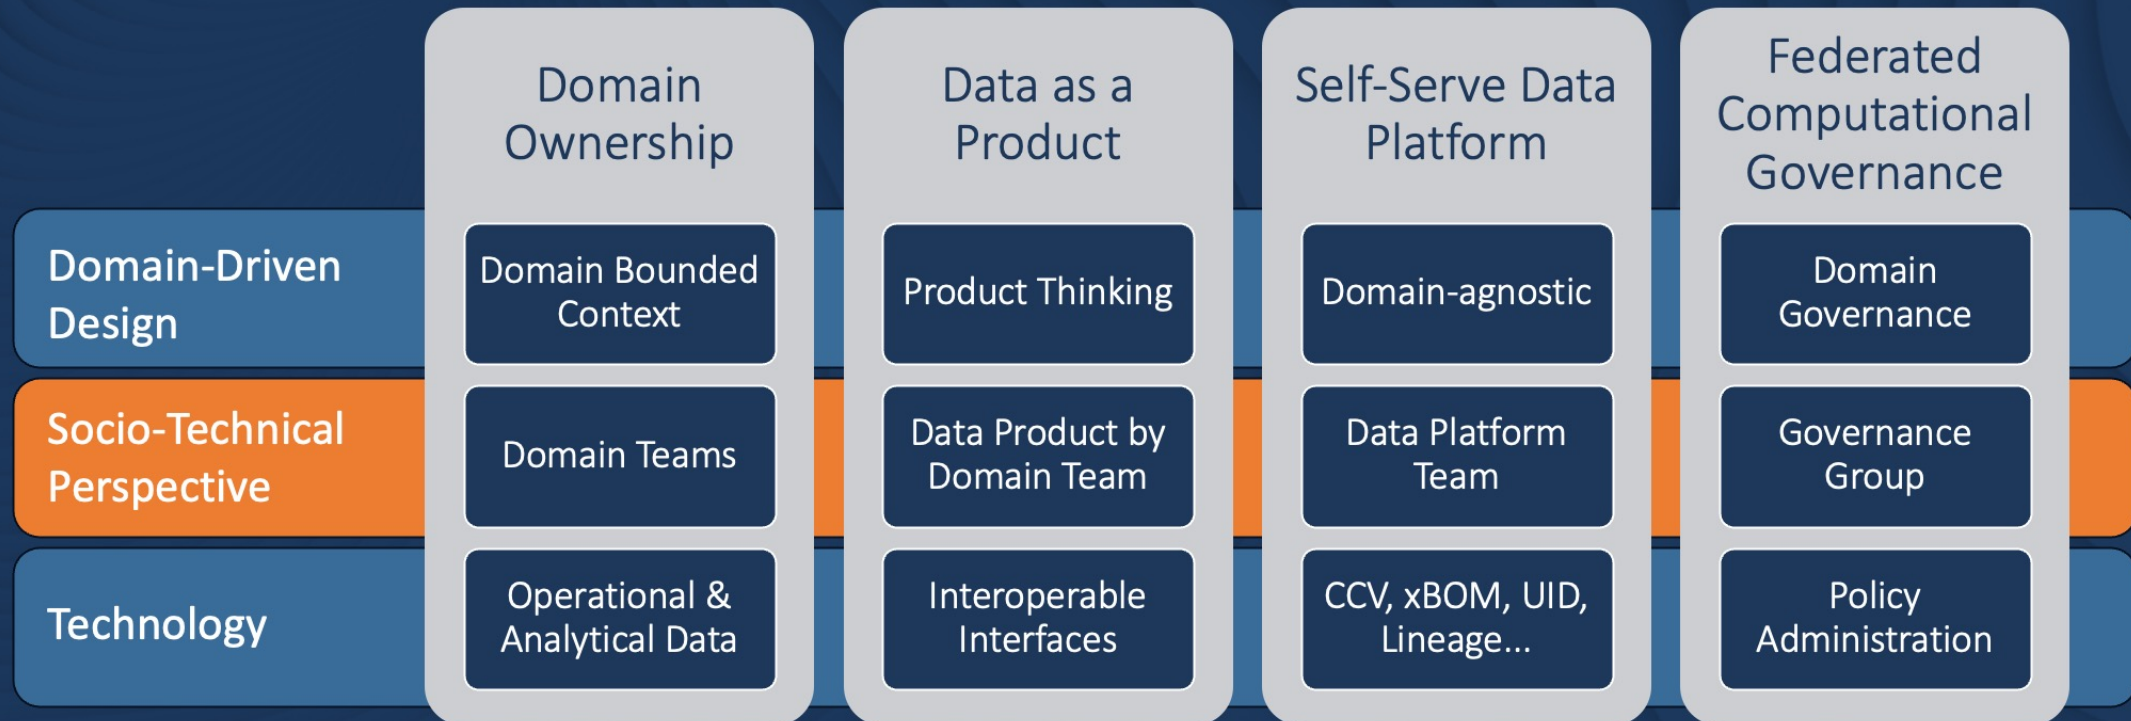 Domain
Ownership
Data as a
Product
Self-Serve Data
Platform
Federated
Computational
Governance
Domain-Driven
Design
Domain Bounded
Context
Product Thinking
Domain-agnostic
Domain
Governance
Socio-Technical
Perspective
Domain Teams
Data Product by
Domain Team
Data Platform
Team
Governance
Group
Technology
Operational &
Analytical Data
Interoperable
Interfaces
CCV, xBOM, UID,
Lineage...
Policy
Administration